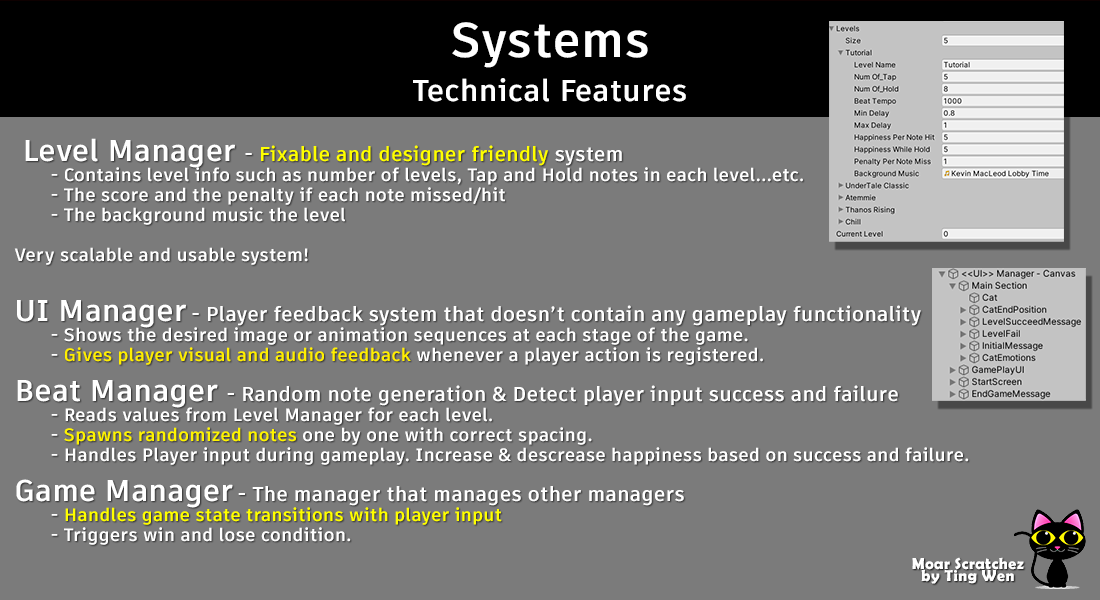 Systems
Technical Features
Levels
Size 5
Tutorial
Level Name Tutorial
Num Of_Tap 5
Num Of_Hold 8
Beat Tempo 1000
Min Delay 0.8
Max Delay 1
Happiness Per Note Hit 5
Happiness While Hold 5
Penalty Per Note Miss 1
Background Music Kevin MacLeod Lobby Time
UnderTale Classic
Atemmie
Thanos Rising
Chill
Current Level 0
Level Manager - Fixable and designer friendly system
- Contains level info such as number of levels, Tap and Hold notes in each level...etc.
- The score and the penalty if each note missed/hit
- The background music the level
Very scalable and usable system!
<<UI>> Manager - Canvas
Main Section
Cat
CatEndPosition
LevelSucceedMessage
LevelFail
InitialMessage
CatEmotions
GamePlayUI
StartScreen
EndGameMessage
UI Manager - Player feedback system that doesn't contain any gameplay functionality
- Shows the desired image or animation sequences at each stage of the game.
- Gives player visual and audio feedback whenever a player action is registered.
Beat Manager - Random note generation & Detect player input success and failure
- Reads values from Level Manager for each level.
- Spawns randomized notes one by one with correct spacing.
- Handles Player input during gameplay. Increase & descrease happiness based on success and failure.
Game Manager - The manager that manages other managers
- Handles game state transitions with player input
- Triggers win and lose condition.
Moar Scratchez
by Ting Wen